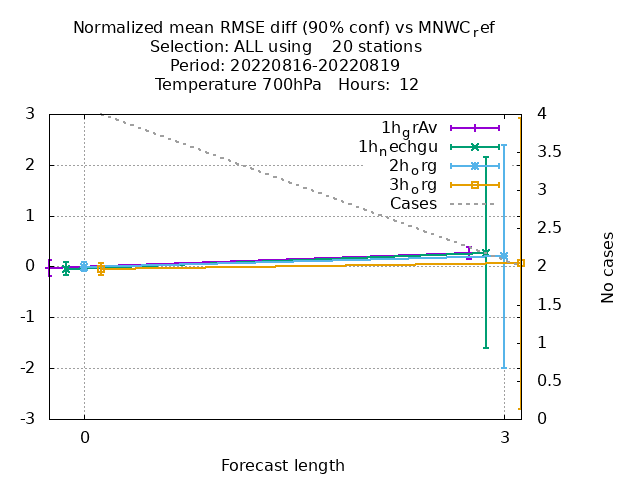 Normalized mean RMSE diff (90% conf) vs MNWC_ref
Selection: ALL using 20 stations
Period: 20220816-20220819
Temperature 700hPa Hours: 12
1h_grAv
1h_nechgu
2h_org
3h_org
Cases
3
2
1
0
-1
-2
-3
4
3.5
3
2.5
2
1.5
1
0.5
0
No cases
0
3
Forecast length